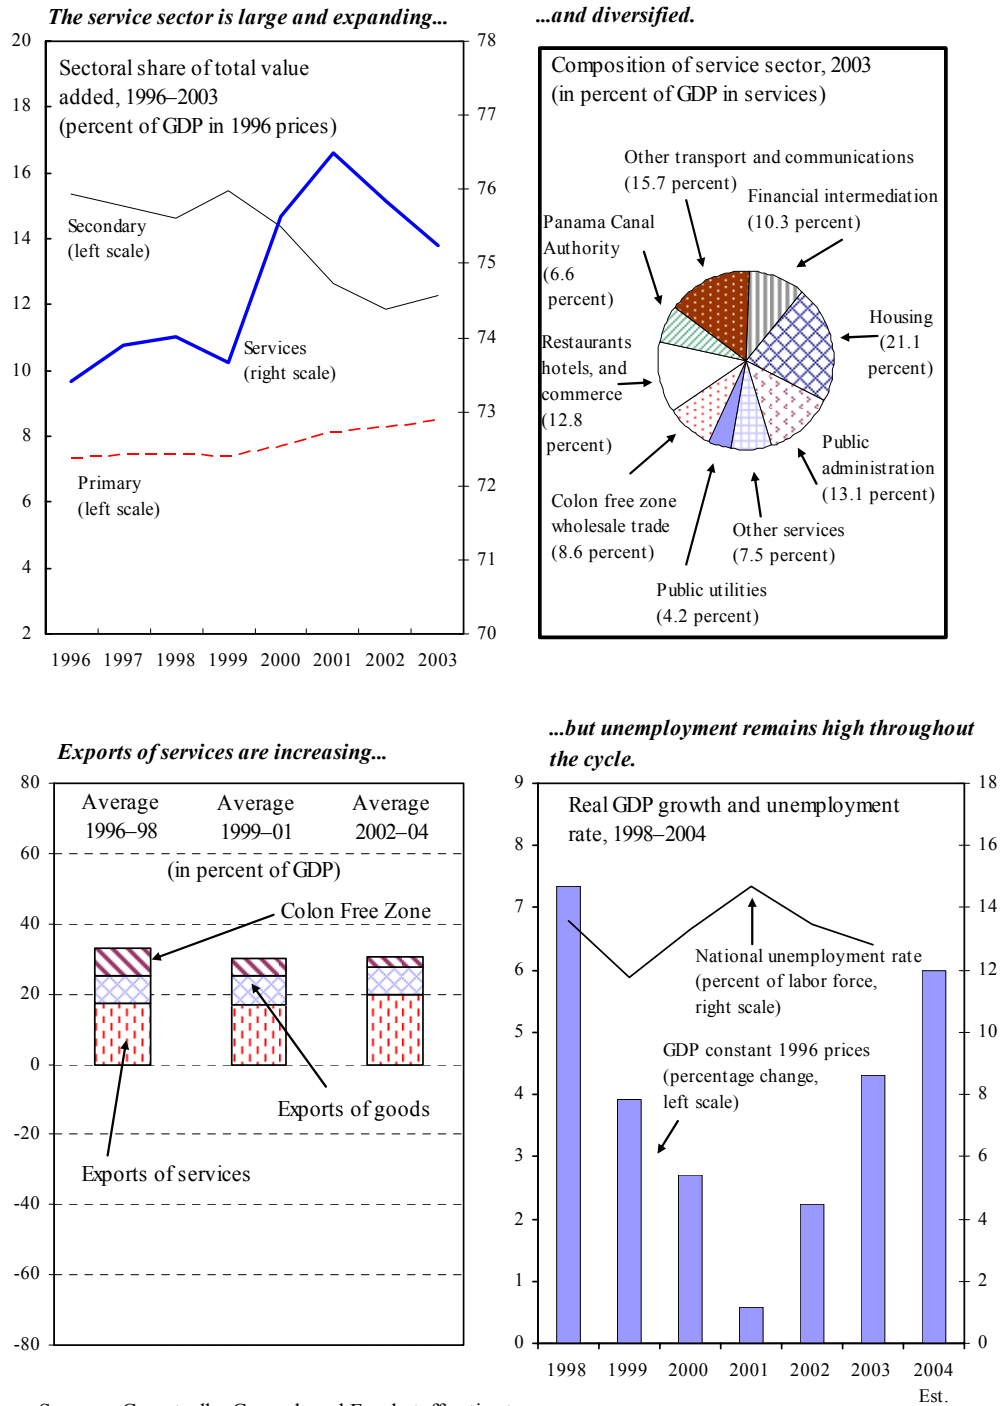 The service sector is large and expanding...
20
18
16
14
12
10
8
6
4
2
78
77
76
75
74
73
72
71
70
Sectoral share of total value
added, 1996–2003
(percent of GDP in 1996 prices)
Secondary
(left scale)
Services
(right scale)
Primary
(left scale)
1996 1997 1998 1999 2000 2001 2002 2003
...and diversified.
Composition of service sector, 2003
(in percent of GDP in services)
Other transport and communications
(15.7 percent)
Financial intermediation
(10.3 percent)
Panama Canal
Authority
(6.6
percent)
Housing
(21.1
percent)
Restaurants
hotels, and
commerce
(12.8
percent)
Public
administration
(13.1 percent)
Colon free zone
wholesale trade
(8.6 percent)
Other services
(7.5 percent)
Public utilities
(4.2 percent)
Exports of services are increasing...
80
60
40
20
0
-20
-40
-60
-80
Average
1996–98
Average
1999–01
Average
2002–04
(in percent of GDP)
Colon Free Zone
Exports of goods
Exports of services
...but unemployment remains high throughout
the cycle.
9
8
7
6
5
4
3
2
1
0
18
16
14
12
10
8
6
4
2
0
Real GDP growth and unemployment
rate, 1998–2004
National unemployment rate
(percent of labor force,
right scale)
GDP constant 1996 prices
(percentage change,
left scale)
1998 1999 2000 2001 2002 2003 2004
Est.